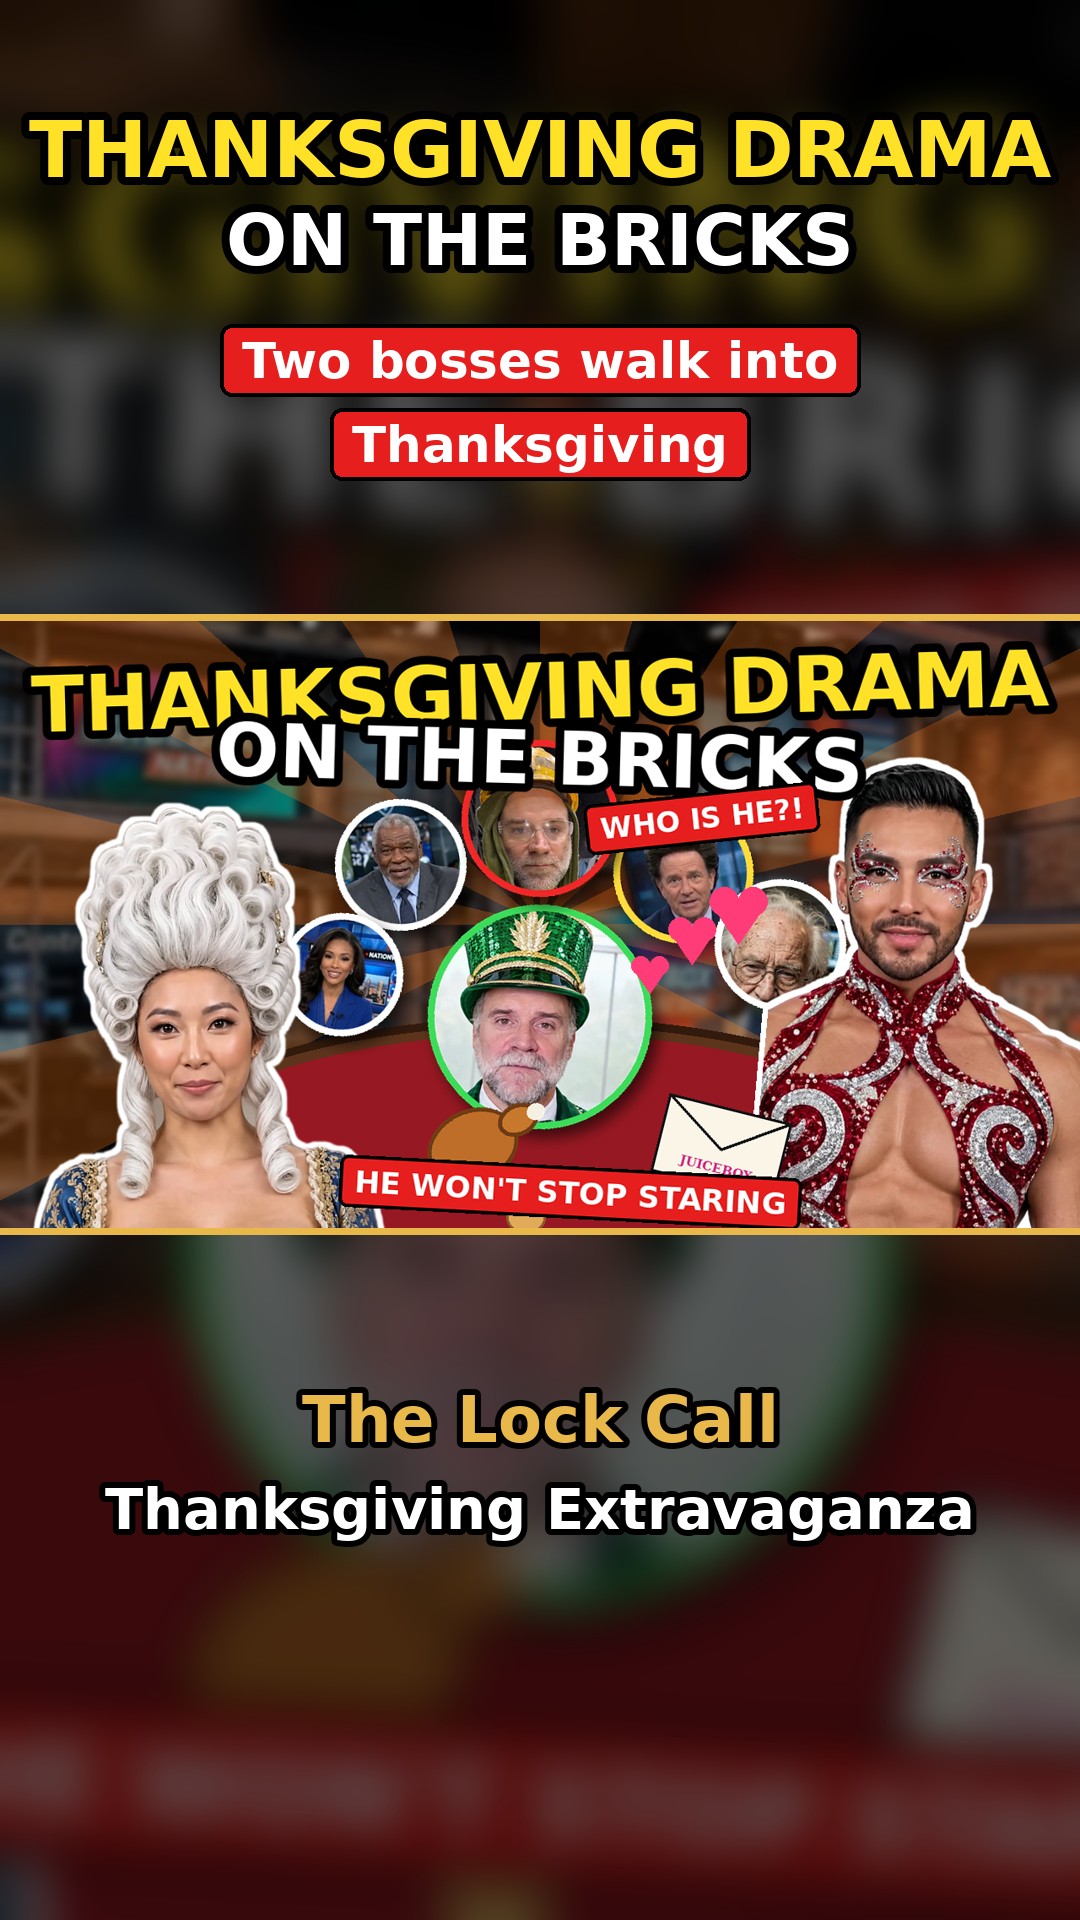 THANKSGIVING DRAMA
ON THE BRICKS
Two bosses walk into
Thanksgiving
THANKSGIVING DRAMA
ON THE BRICKS
WHO IS HE?!
JUICEBOX
HE WON'T STOP STARING
The Lock Call
Thanksgiving Extravaganza